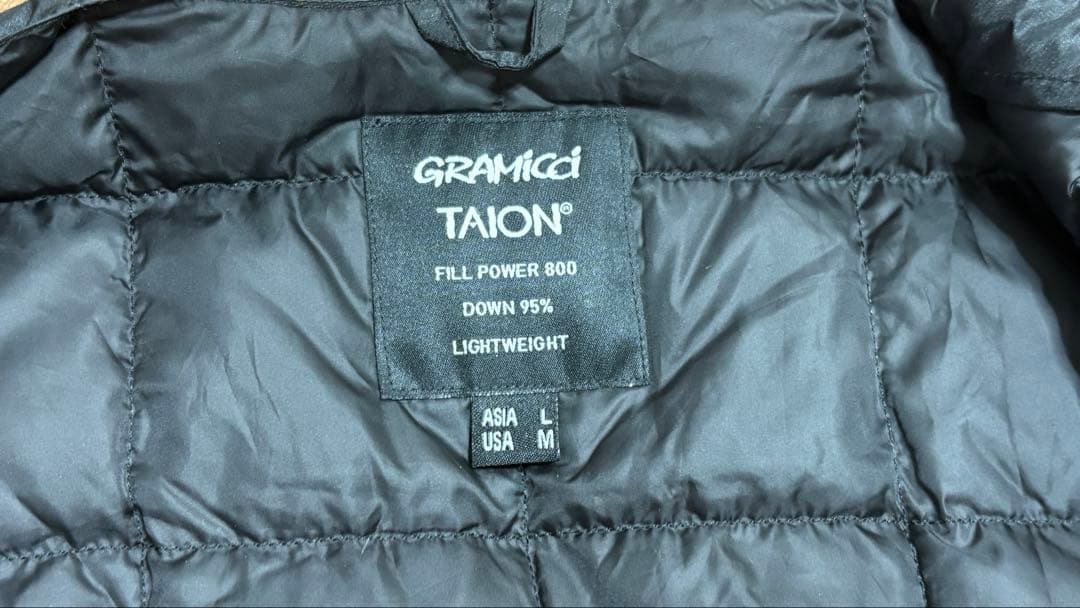 GRAMiCCi
TAION®
FILL POWER 800
DOWN 95%
LIGHTWEIGHT
ASIA L
USA M